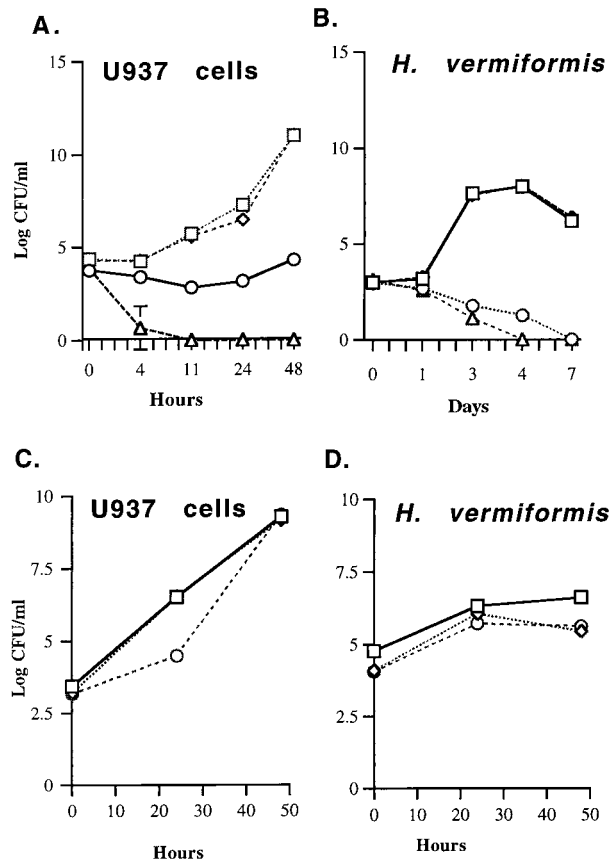 A.
U937 cells
15
10
5
0
Log CFU/ml
0 4 11 24 48
Hours
B.
H. vermiformis
15
10
5
0
0 1 3 4 7
Days
C.
U937 cells
10
7.5
5
2.5
0
Log CFU/ml
0 10 20 30 40 50
Hours
D.
H. vermiformis
10
7.5
5
2.5
0
0 10 20 30 40 50
Hours